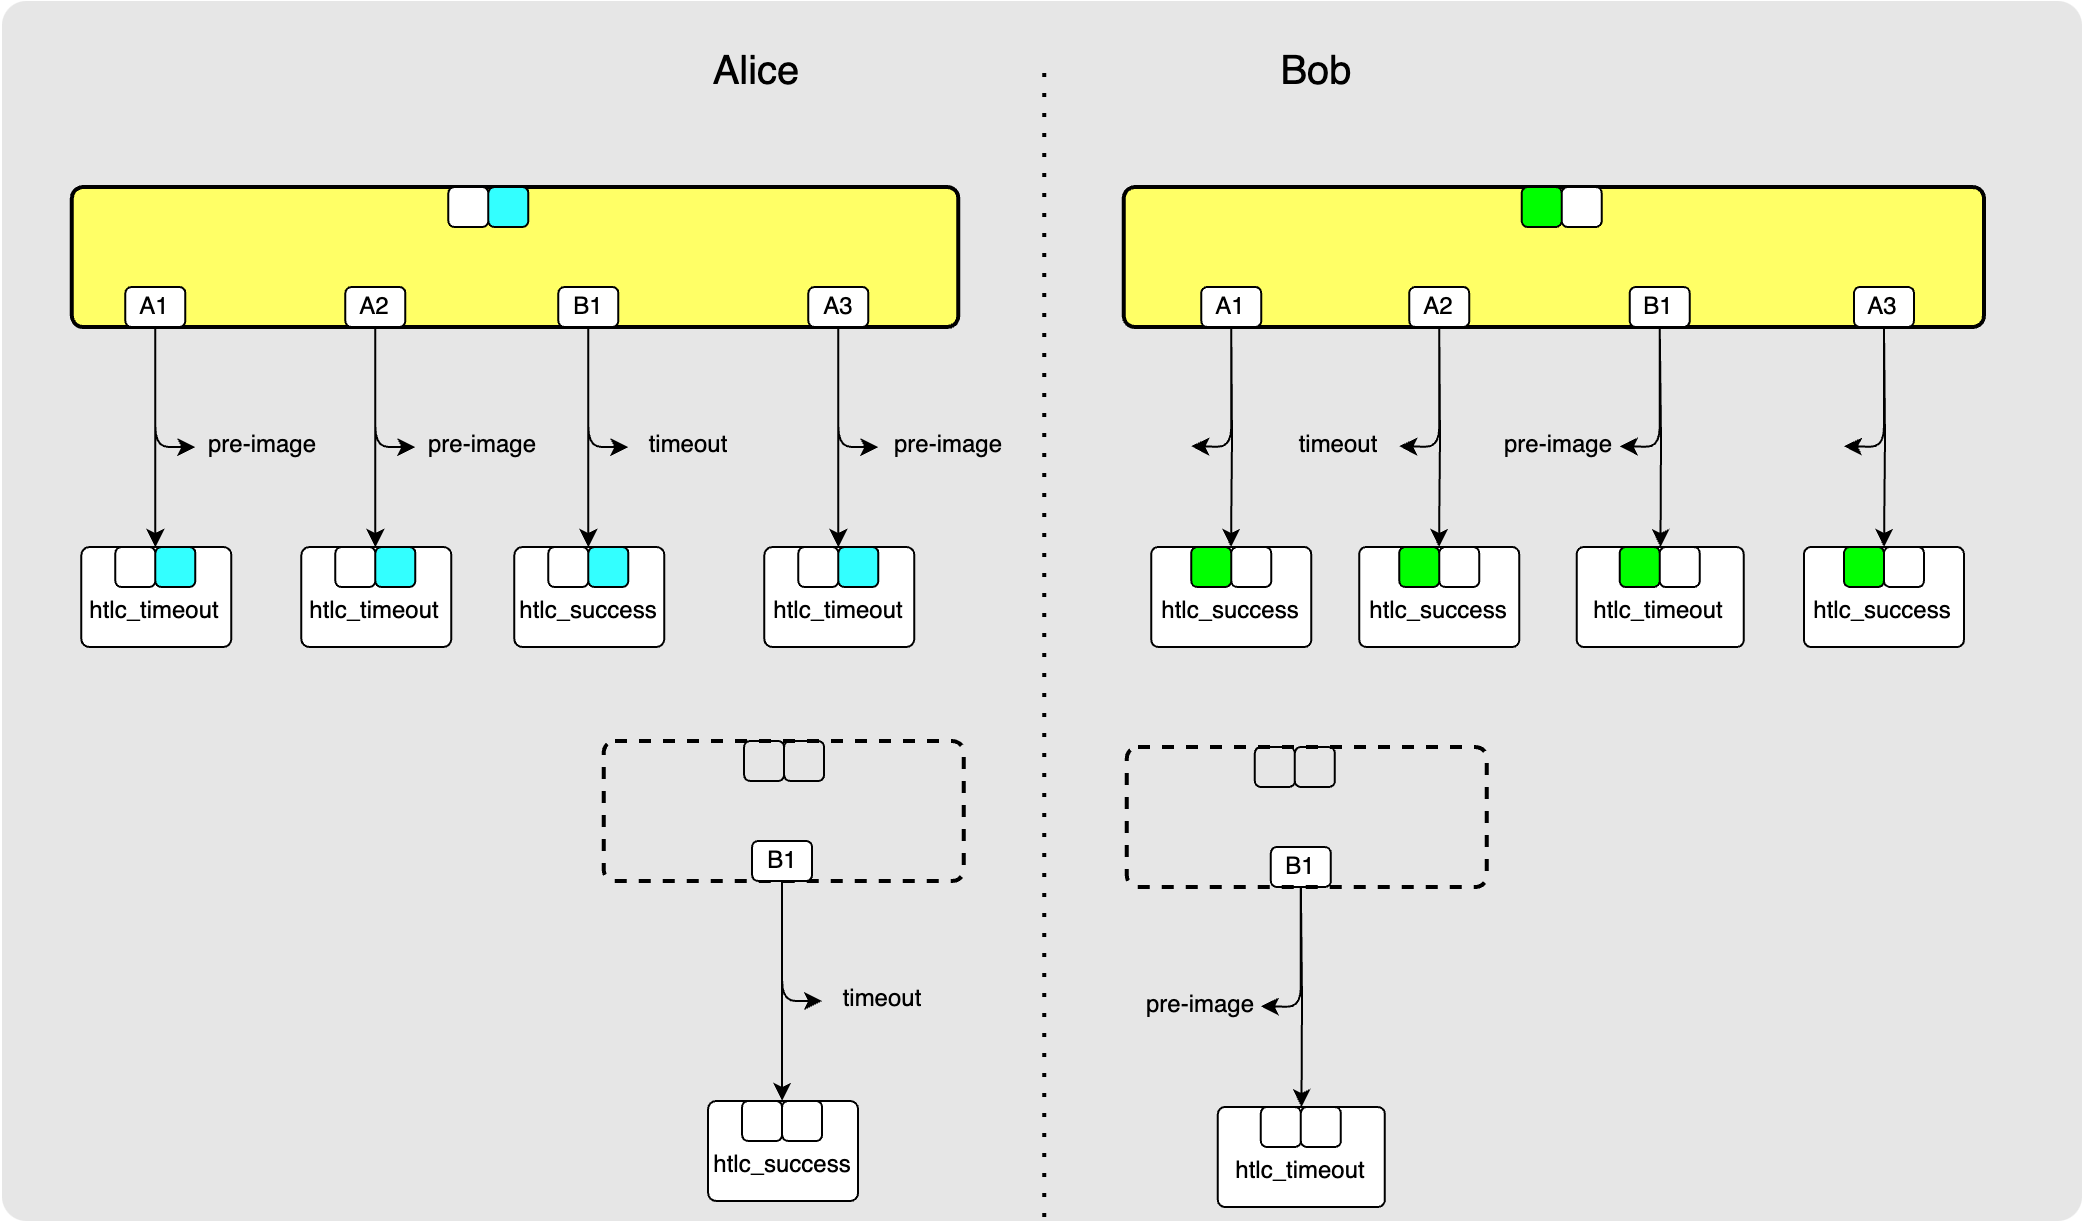 Alice
Bob
A1 A2 B1 A3
A1 A2 B1 A3
pre-image pre-image timeout pre-image
timeout pre-image
htlc_timeout htlc_timeout htlc_success htlc_timeout
htlc_success htlc_success htlc_timeout htlc_success
B1
B1
timeout
pre-image
htlc_success
htlc_timeout